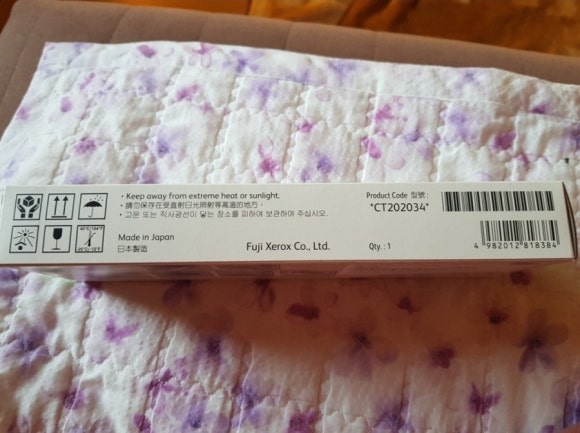 • Keep away from extreme heat or sunlight.
• 請勿保存在受直射日光照射等高溫的地方。
• 고온 또는 직사광선이 닿는 장소를 피하여 보관하여 주십시오.
Made in Japan
日本製造
Fuji Xerox Co., Ltd.
Product Code 型號 :
*CT202034*
Qty. : 1
4 982012 818384